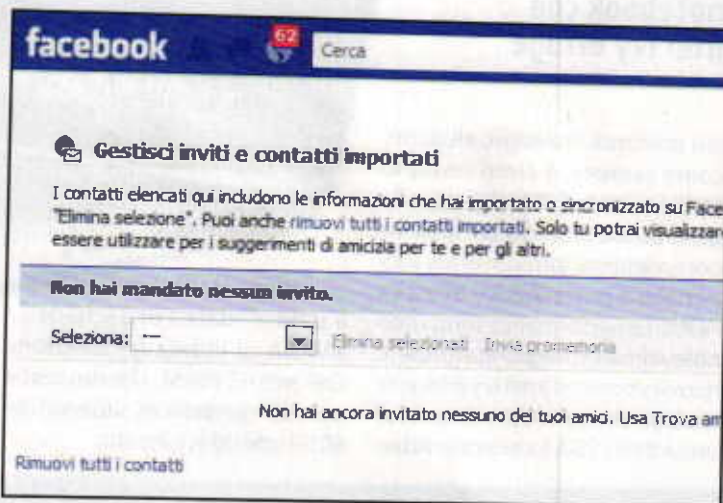 facebook 62 Cerca
Gestisci inviti e contatti importati
I contatti elencati qui includono le informazioni che hai importato o sincronizzato su Face
"Elimina selezione". Puoi anche rimuovi tutti i contatti importati. Solo tu potrai visualizzar
essere utilizzare per i suggerimenti di amicizia per te e per gli altri.
Non hai mandato nessun invito.
Seleziona: Elimina selezionati Invia promemoria
Non hai ancora invitato nessuno dei tuoi amici. Usa Trova am
Rimuovi tutti i contatti